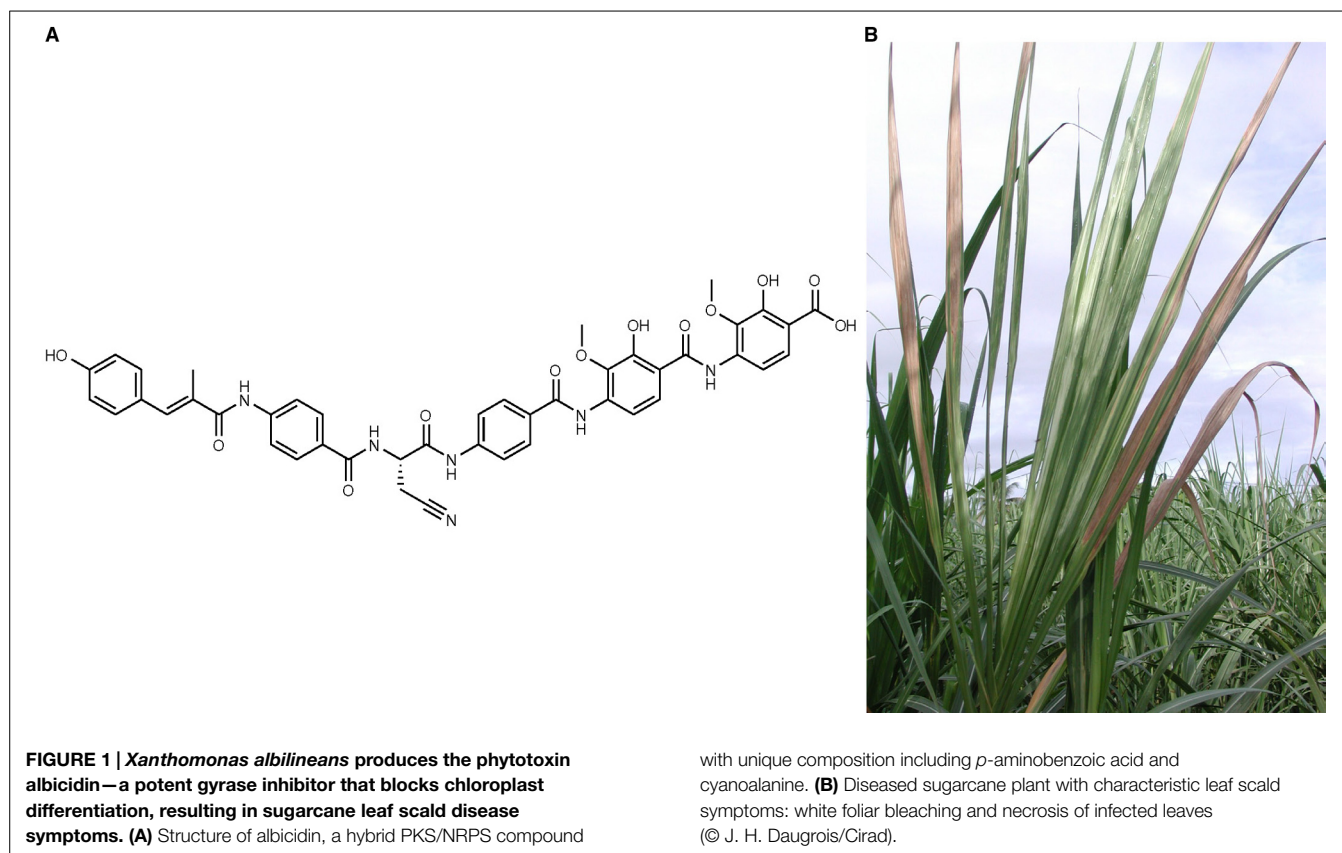 A
B
HO
H
N
O
O
H
N
O
N
H
N
O
N
H
O
OH
O
N
H
O
OH
O
OH
FIGURE 1 | Xanthomonas albilineans produces the phytotoxin
albicidin—a potent gyrase inhibitor that blocks chloroplast
differentiation, resulting in sugarcane leaf scald disease
symptoms. (A) Structure of albicidin, a hybrid PKS/NRPS compound
with unique composition including p-aminobenzoic acid and
cyanoalanine. (B) Diseased sugarcane plant with characteristic leaf scald
symptoms: white foliar bleaching and necrosis of infected leaves
(© J. H. Daugrois/Cirad).